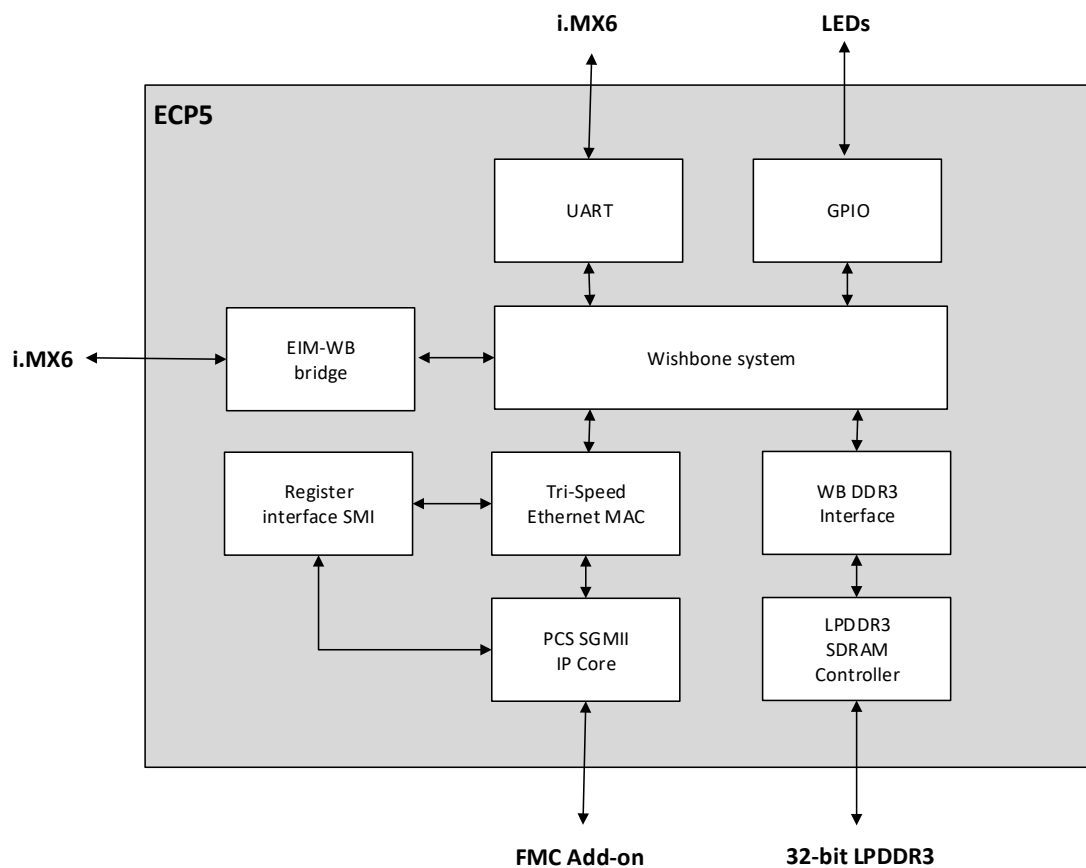 i.MX6
LEDs
ECP5
UART
GPIO
i.MX6
EIM-WB
bridge
Wishbone system
Register
interface SMI
Tri-Speed
Ethernet MAC
WB DDR3
Interface
PCS SGMII
IP Core
LPDDR3
SDRAM
Controller
FMC Add-on
32-bit LPDDR3